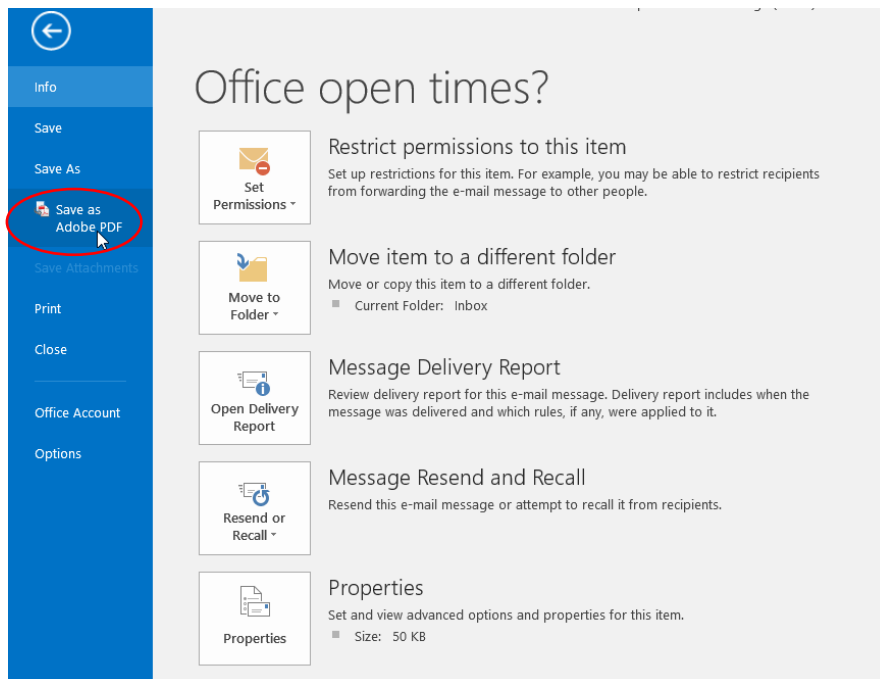 Info
Save
Save As
Save as
Adobe PDF
Save Attachments
Print
Close
Office Account
Options
Office open times?
Set
Permissions
Restrict permissions to this item
Set up restrictions for this item. For example, you may be able to restrict recipients
from forwarding the e-mail message to other people.
Move to
Folder
Move item to a different folder
Move or copy this item to a different folder.
Current Folder: Inbox
Open Delivery
Report
Message Delivery Report
Review delivery report for this e-mail message. Delivery report includes when the
message was delivered and which rules, if any, were applied to it.
Resend or
Recall
Message Resend and Recall
Resend this e-mail message or attempt to recall it from recipients.
Properties
Properties
Set and view advanced options and properties for this item.
Size: 50 KB